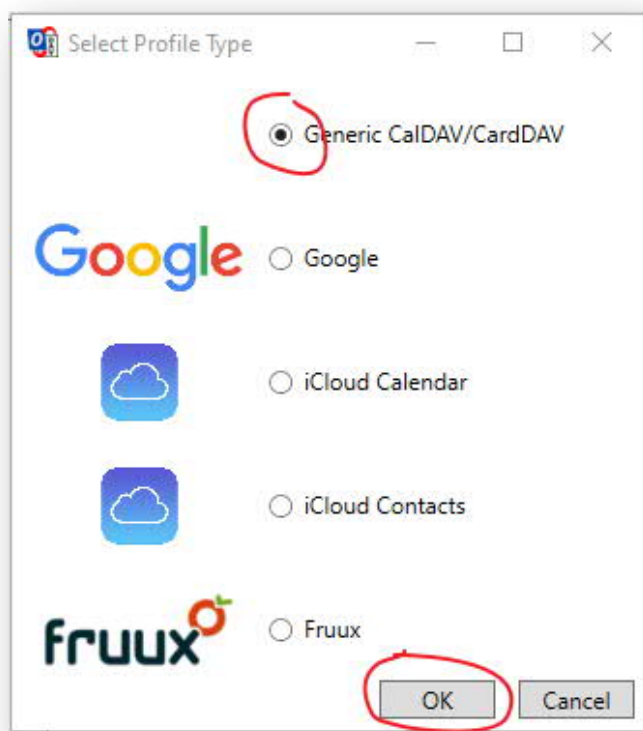 Select Profile Type
Generic CalDAV/CardDAV
Google Google
iCloud Calendar
iCloud Contacts
fruux Fruux
OK Cancel